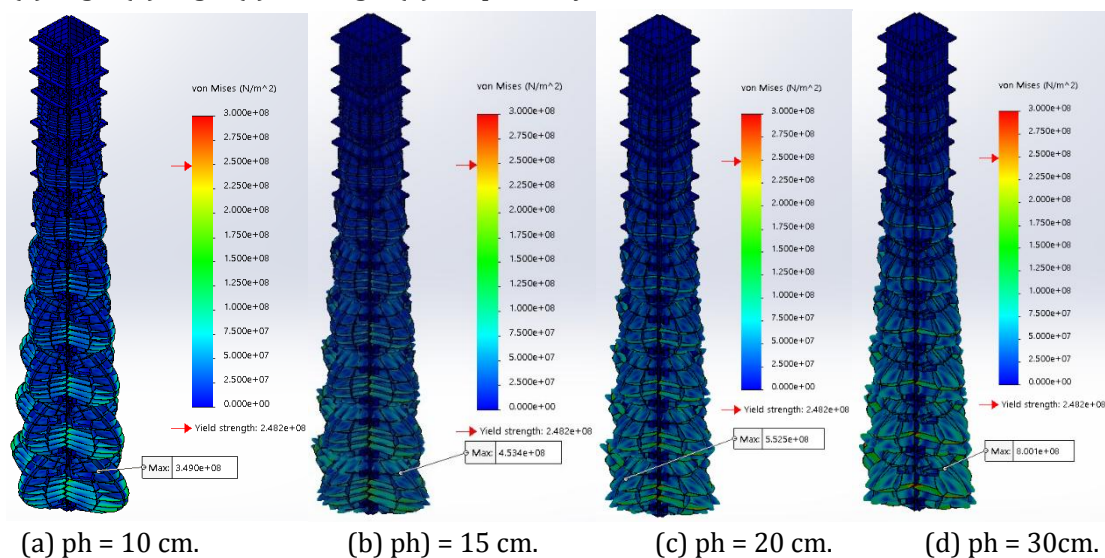 von Mises (N/m^2)
3.000e+08
2.750e+08
2.500e+08
2.250e+08
2.000e+08
1.750e+08
1.500e+08
1.250e+08
1.000e+08
7.500e+07
5.000e+07
2.500e+07
0.000e+00
Yield strength: 2.482e+08
Max: 3.490e+08
von Mises (N/m^2)
3.000e+08
2.750e+08
2.500e+08
2.250e+08
2.000e+08
1.750e+08
1.500e+08
1.250e+08
1.000e+08
7.500e+07
5.000e+07
2.500e+07
0.000e+00
Yield strength: 2.482e+08
Max: 4.534e+08
von Mises (N/m^2)
3.000e+08
2.750e+08
2.500e+08
2.250e+08
2.000e+08
1.750e+08
1.500e+08
1.250e+08
1.000e+08
7.500e+07
5.000e+07
2.500e+07
0.000e+00
Yield strength: 2.482e+08
Max: 5.525e+08
von Mises (N/m^2)
3.000e+08
2.750e+08
2.500e+08
2.250e+08
2.000e+08
1.750e+08
1.500e+08
1.250e+08
1.000e+08
7.500e+07
5.000e+07
2.500e+07
0.000e+00
Yield strength: 2.482e+08
Max: 8.001e+08
(a) ph = 10 cm.
(b) ph) = 15 cm.
(c) ph = 20 cm.
(d) ph = 30cm.